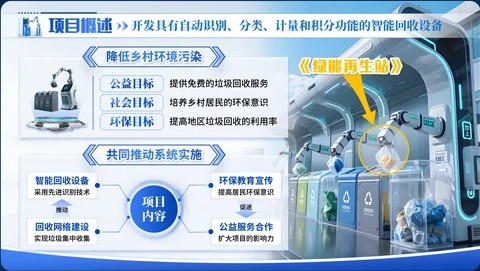 项目概述 >> 开发具有自动识别、分类、计量和积分功能的智能回收设备
降低乡村环境污染
公益目标 提供免费的垃圾回收服务
社会目标 培养乡村居民的环保意识
环保目标 提高地区垃圾回收的利用率
《绿能再生站》
共同推动系统实施
智能回收设备
采用先进识别技术
推动
回收网络建设
实现垃圾集中收集
项目
内容
环保教育宣传
提高居民环保意识
促进
公益服务合作
扩大项目的影响力